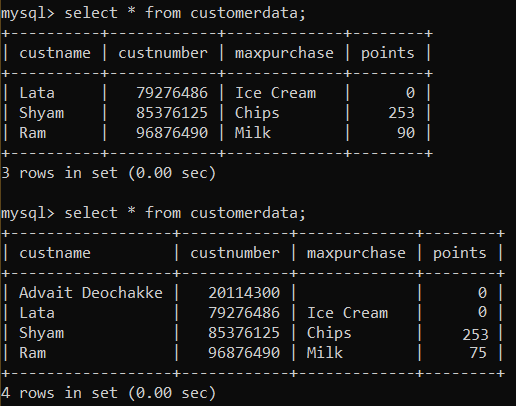 mysql> select * from customerdata;
+----------+------------+-------------+--------+
| custname | custnumber | maxpurchase | points |
+----------+------------+-------------+--------+
| Lata     |   79276486 | Ice Cream   |      0 |
| Shyam    |   85376125 | Chips       |    253 |
| Ram      |   96876490 | Milk        |     90 |
+----------+------------+-------------+--------+
3 rows in set (0.00 sec)

mysql> select * from customerdata;
+-----------------+------------+-------------+--------+
| custname        | custnumber | maxpurchase | points |
+-----------------+------------+-------------+--------+
| Advait Deochakke |   20114300 |             |      0 |
| Lata            |   79276486 | Ice Cream   |      0 |
| Shyam           |   85376125 | Chips       |    253 |
| Ram             |   96876490 | Milk        |     75 |
+-----------------+------------+-------------+--------+
4 rows in set (0.00 sec)